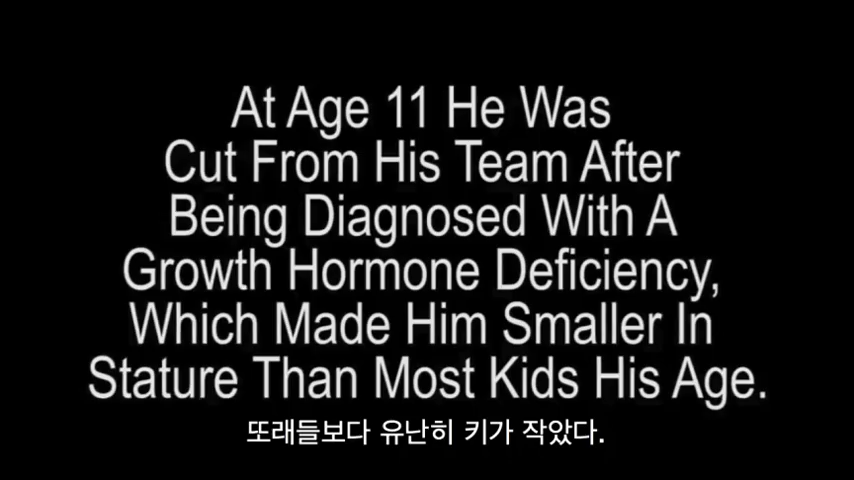 At Age 11 He Was
Cut From His Team After
Being Diagnosed With A
Growth Hormone Deficiency,
Which Made Him Smaller In
Stature Than Most Kids His Age.
또래들보다 유난히 키가 작았다.